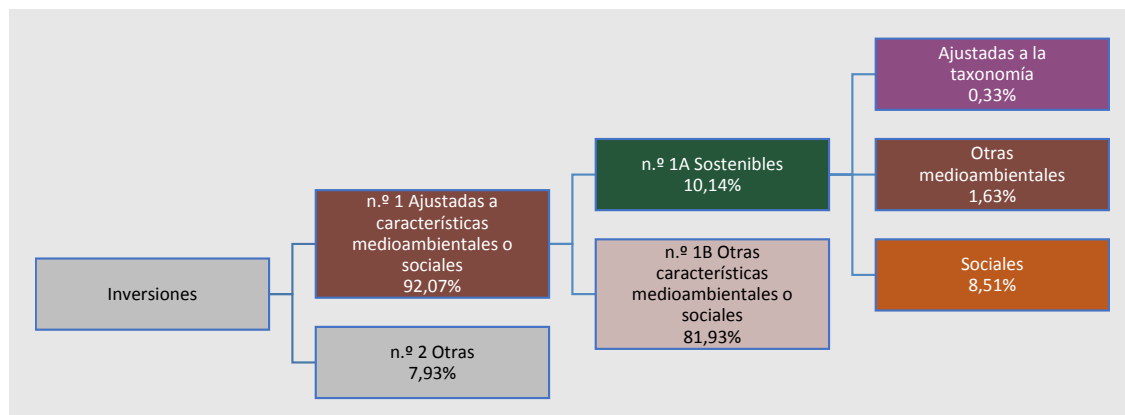 Inversiones
n.º 1 Ajustadas a
características
medioambientales o
sociales
92,07%
n.º 2 Otras
7,93%
n.º 1A Sostenibles
10,14%
n.º 1B Otras
características
medioambientales o
sociales
81,93%
Ajustadas a la
taxonomía
0,33%
Otras
medioambientales
1,63%
Sociales
8,51%